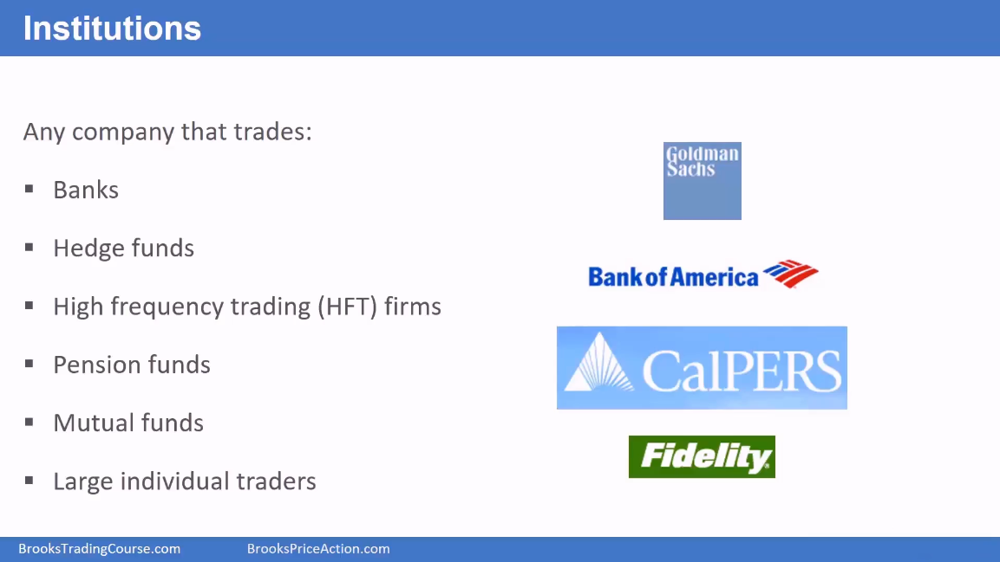 Institutions
Any company that trades:
▪ Banks
▪ Hedge funds
▪ High frequency trading (HFT) firms
▪ Pension funds
▪ Mutual funds
▪ Large individual traders
Goldman
Sachs
Bank of America
CalPERS
Fidelity®
BrooksTradingCourse.com BrooksPriceAction.com